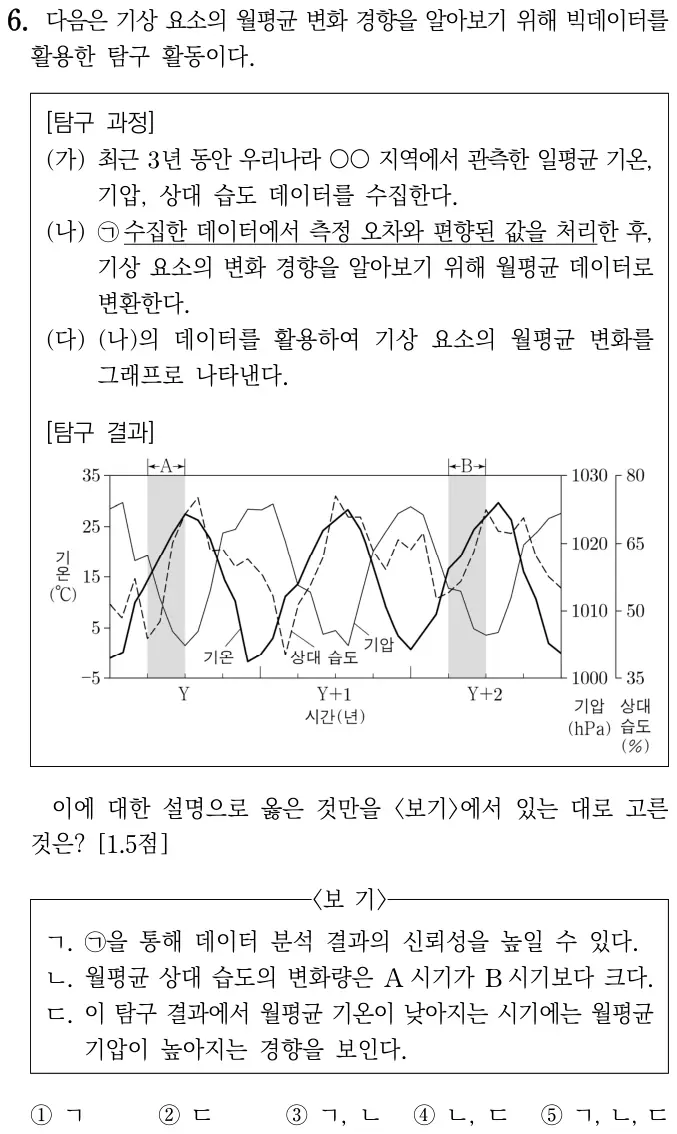 6. 다음은 기상 요소의 월평균 변화 경향을 알아보기 위해 빅데이터를
활용한 탐구 활동이다.
[탐구 과정]
(가) 최근 3년 동안 우리나라 ○○ 지역에서 관측한 일평균 기온,
기압, 상대 습도 데이터를 수집한다.
(나) ㉠수집한 데이터에서 측정 오차와 편향된 값을 처리한 후,
기상 요소의 변화 경향을 알아보기 위해 월평균 데이터로
변환한다.
(다) (나)의 데이터를 활용하여 기상 요소의 월평균 변화를
그래프로 나타낸다.
[탐구 결과]
A B
35 1030 80
25
1020 65
기온(℃)
15
1010 50
5
기온 상대 습도 기압
-5 1000 35
Y Y+1 Y+2
시간(년)
기압(hPa) 상대 습도(%)
이에 대한 설명으로 옳은 것만을 〈보기〉에서 있는 대로 고른
것은? [1.5점]
〈보 기〉
ㄱ. ㉠을 통해 데이터 분석 결과의 신뢰성을 높일 수 있다.
ㄴ. 월평균 상대 습도의 변화량은 A 시기가 B 시기보다 크다.
ㄷ. 이 탐구 결과에서 월평균 기온이 낮아지는 시기에는 월평균
기압이 높아지는 경향을 보인다.
① ㄱ ② ㄷ ③ ㄱ, ㄴ ④ ㄴ, ㄷ ⑤ ㄱ, ㄴ, ㄷ